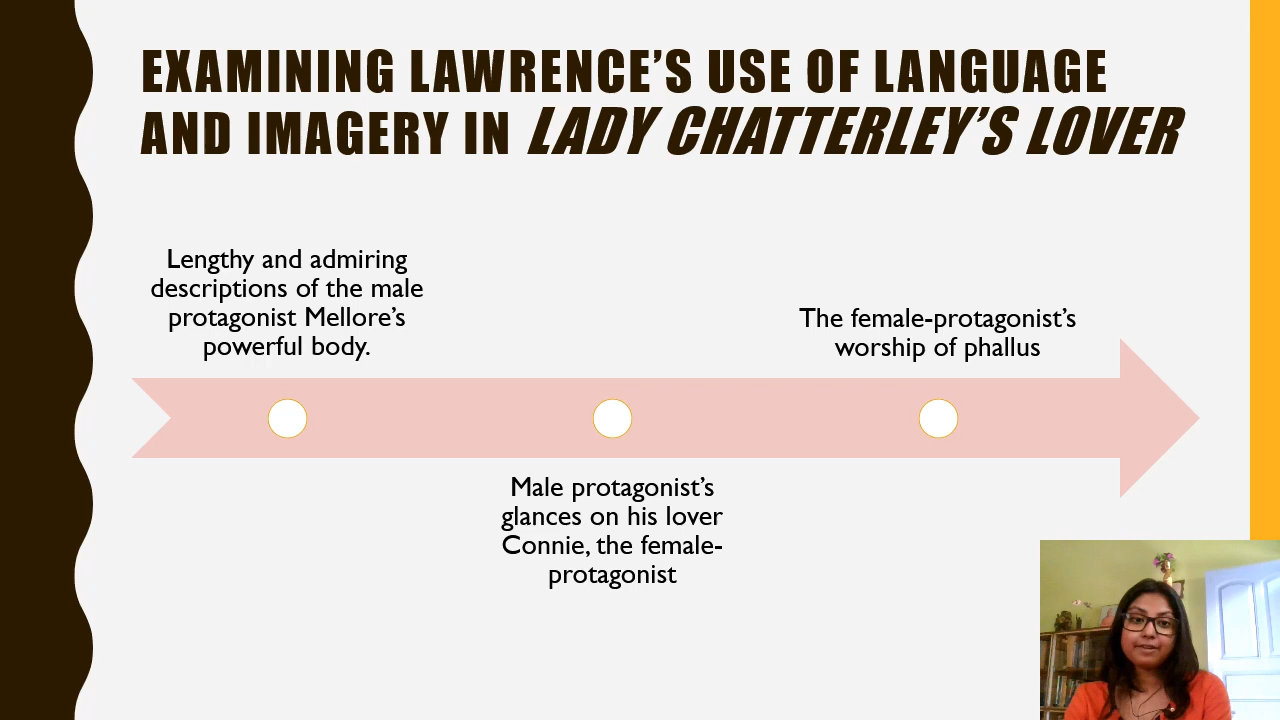 EXAMINING LAWRENCE’S USE OF LANGUAGE
AND IMAGERY IN LADY CHATTERLEY’S LOVER
Lengthy and admiring
descriptions of the male
protagonist Mellore’s
powerful body.
Male protagonist’s
glances on his lover
Connie, the female-
protagonist
The female-protagonist’s
worship of phallus